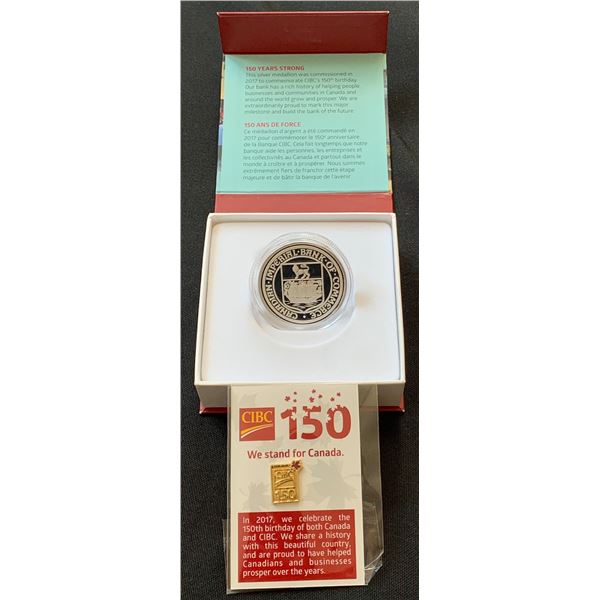 150 YEARS STRONG
This silver medallion was commissioned in
2017 to commemorate CIBC's 150th birthday.
Our bank has a rich history of helping people,
businesses and communities in Canada and
around the world grow and prosper. We are
extraordinarily proud to mark this major
milestone and build the bank of the future.
150 ANS DE FORCE
Ce médaillon d'argent a été commandé en
2017 pour commémorer le 150e anniversaire
de la Banque CIBC. Cela fait longtemps que notre
banque aide les personnes, les entreprises et
les collectivités au Canada et partout dans le
monde à croître et à prospérer. Nous sommes
extrêmement fiers de franchir cette étape
majeure et de bâtir la banque de l'avenir.
CANADIAN · IMPERIAL · BANK · OF · COMMERCE ·
CIBC 150
We stand for Canada.
CIBC
150
In 2017, we celebrate the
150th birthday of both Canada
and CIBC. We share a history
with this beautiful country,
and are proud to have helped
Canadians and businesses
prosper over the years.